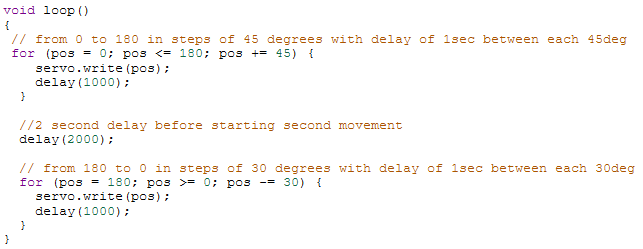 void loop()
{
// from 0 to 180 in steps of 45 degrees with delay of 1sec between each 45deg
for (pos = 0; pos <= 180; pos += 45) {
servo.write(pos);
delay(1000);
}
//2 second delay before starting second movement
delay(2000);
// from 180 to 0 in steps of 30 degrees with delay of 1sec between each 30deg
for (pos = 180; pos >= 0; pos -= 30) {
servo.write(pos);
delay(1000);
}
}